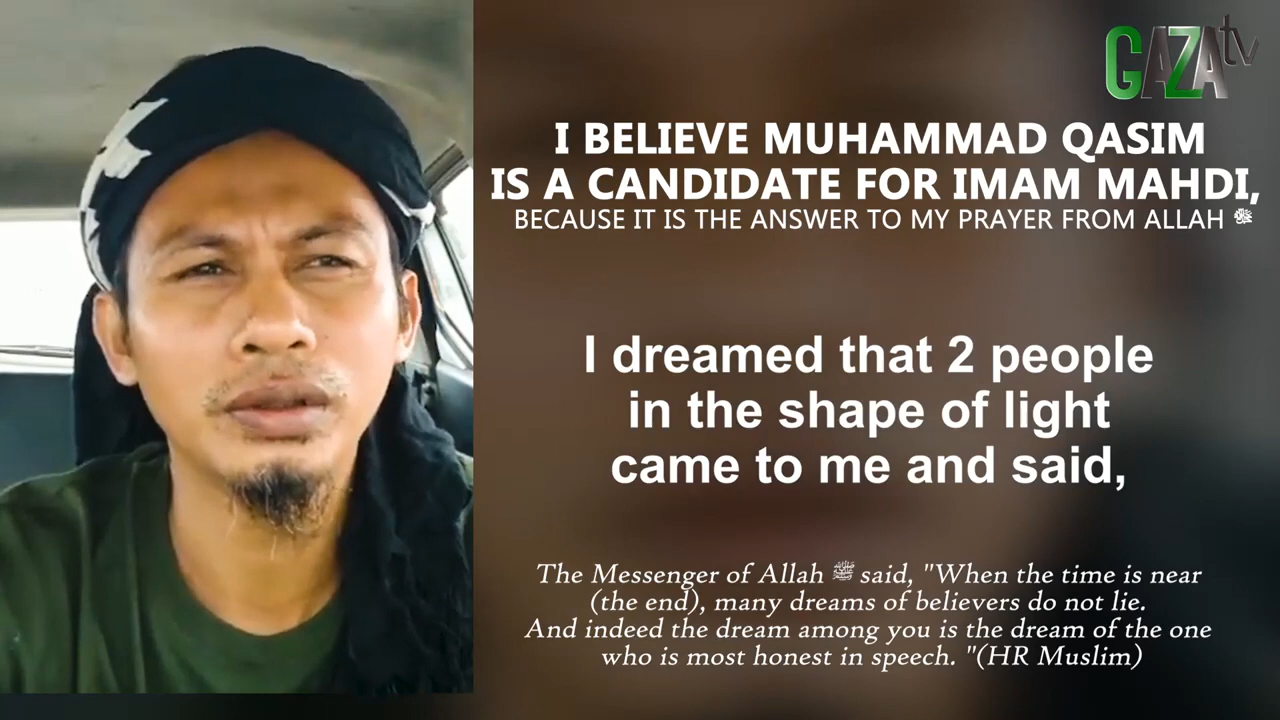 GAZA tv
I BELIEVE MUHAMMAD QASIM
IS A CANDIDATE FOR IMAM MAHDI,
BECAUSE IT IS THE ANSWER TO MY PRAYER FROM ALLAH ﷻ
I dreamed that 2 people
in the shape of light
came to me and said,
The Messenger of Allah ﷺ said, "When the time is near
(the end), many dreams of believers do not lie.
And indeed the dream among you is the dream of the one
who is most honest in speech. "(HR Muslim)